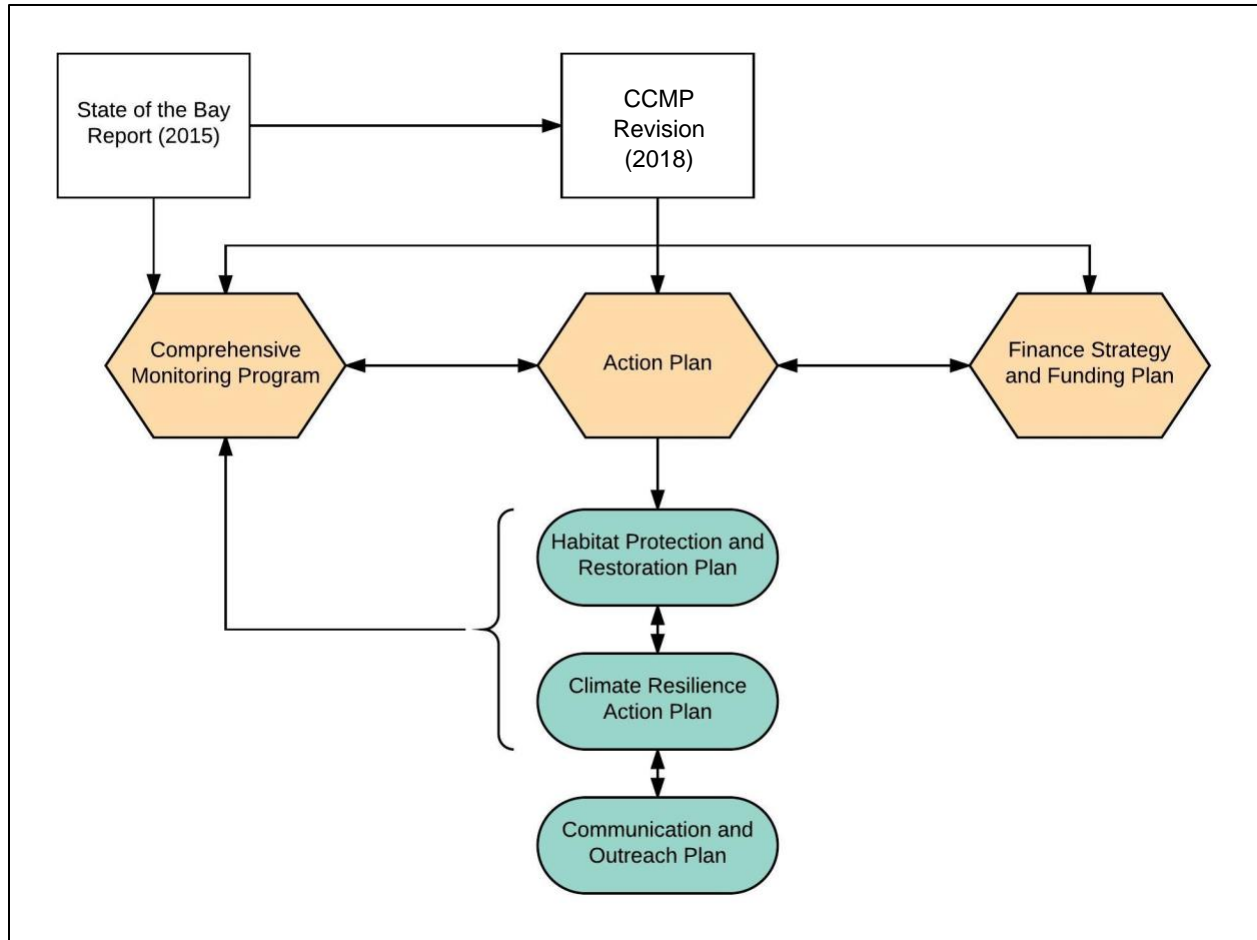 State of the Bay
Report (2015)
CCMP
Revision
(2018)
Comprehensive
Monitoring Program
Action Plan
Finance Strategy
and Funding Plan
Habitat Protection and
Restoration Plan
Climate Resilience
Action Plan
Communication and
Outreach Plan